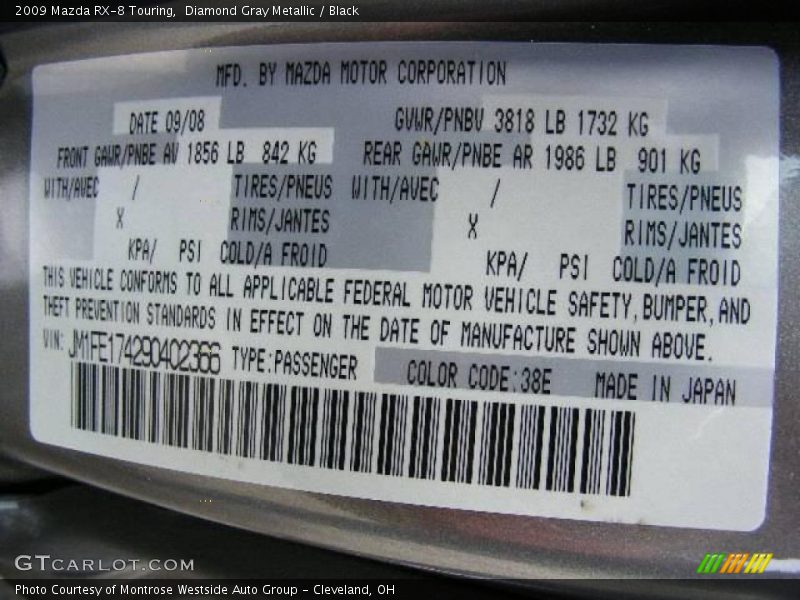 2009 Mazda RX-8 Touring,  Diamond Gray Metallic / Black
MFD. BY MAZDA MOTOR CORPORATION
DATE 09/08 GVWR/PNBV 3818 LB 1732 KG
FRONT GAWR/PNBE AV 1856 LB 842 KG REAR GAWR/PNBE AR 1986 LB 901 KG
WITH/AVEC / TIRES/PNEUS WITH/AVEC / TIRES/PNEUS
X RIMS/JANTES X RIMS/JANTES
KPA/ PSI COLD/A FROID KPA/ PSI COLD/A FROID
THIS VEHICLE CONFORMS TO ALL APPLICABLE FEDERAL MOTOR VEHICLE SAFETY, BUMPER, AND
THEFT PREVENTION STANDARDS IN EFFECT ON THE DATE OF MANUFACTURE SHOWN ABOVE.
VIN: JM1FE174290402366 TYPE:PASSENGER COLOR CODE:38E MADE IN JAPAN
GTCARLOT.COM
Photo Courtesy of Montrose Westside Auto Group - Cleveland, OH